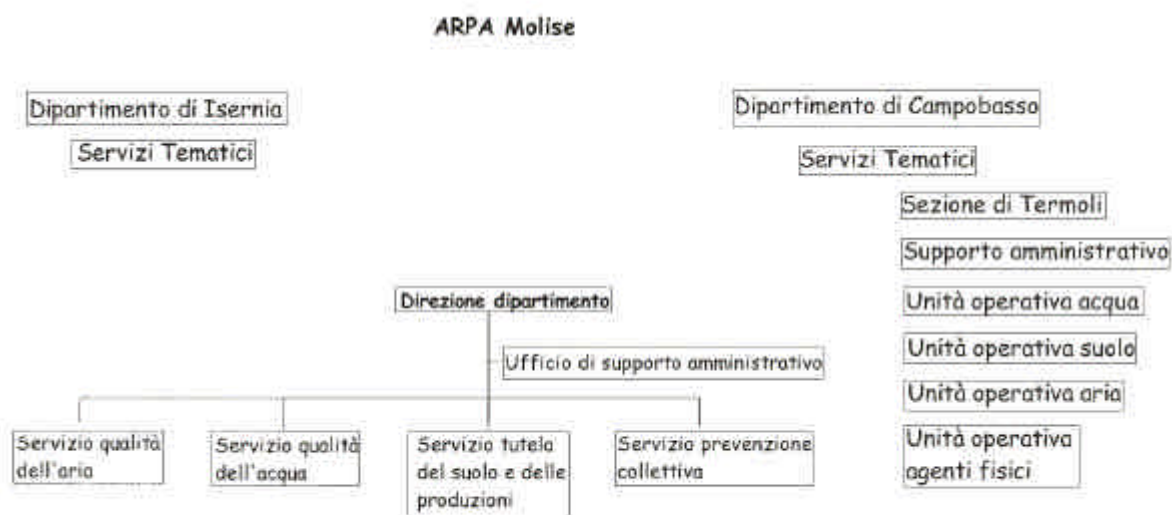 ARPA Molise
Dipartimento di Isernia
Servizi Tematici
Dipartimento di Campobasso
Servizi Tematici
Sezione di Termoli
Supporto amministrativo
Unità operativa acqua
Unità operativa suolo
Unità operativa aria
Unità operativa
agenti fisici
Direzione dipartimento
Ufficio di supporto amministrativo
Servizio qualità
dell'aria
Servizio qualità
dell'acqua
Servizio tutela
del suolo e delle
produzioni
Servizio prevenzione
collettiva